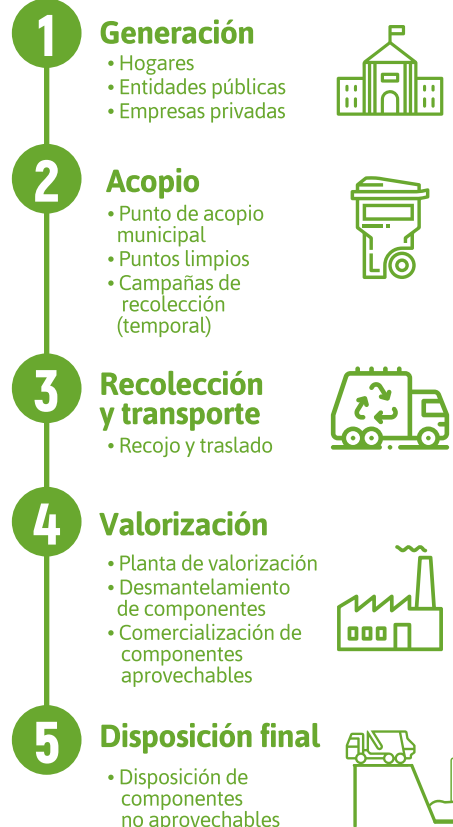 1
Generación
• Hogares
• Entidades públicas
• Empresas privadas
2
Acopio
• Punto de acopio
municipal
• Puntos limpios
• Campañas de
recolección
(temporal)
3
Recolección
y transporte
• Recojo y traslado
4
Valorización
• Planta de valorización
• Desmantelamiento
de componentes
• Comercialización de
componentes
aprovechables
5
Disposición final
• Disposición de
componentes
no aprovechables